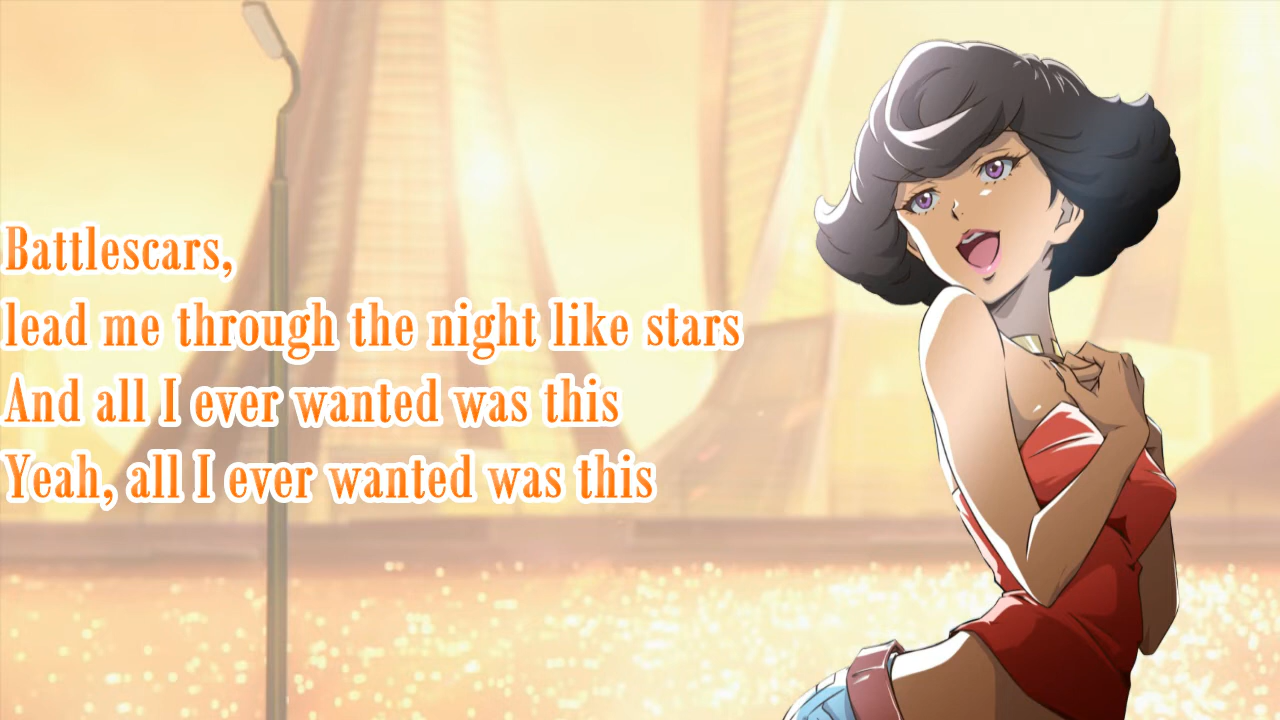 Battlescars,
lead me through the night like stars
And all I ever wanted was this
Yeah, all I ever wanted was this